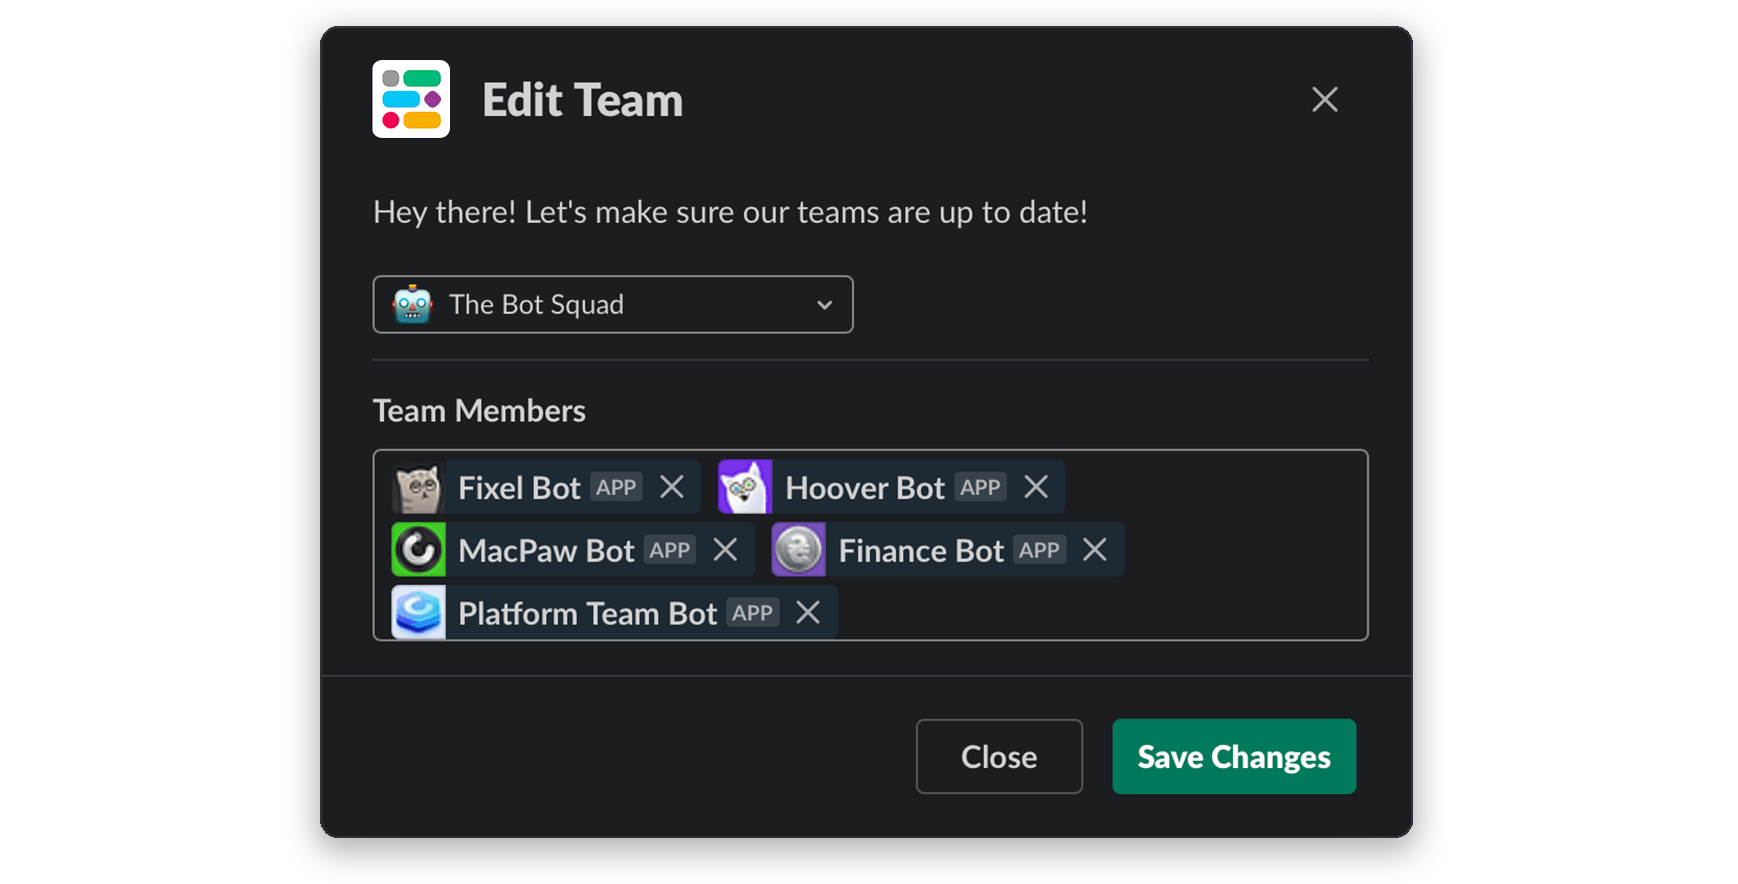 Edit Team
Hey there! Let's make sure our teams are up to date!
The Bot Squad
Team Members
Fixel Bot APP Hoover Bot APP
MacPaw Bot APP Finance Bot APP
Platform Team Bot APP
Close Save Changes